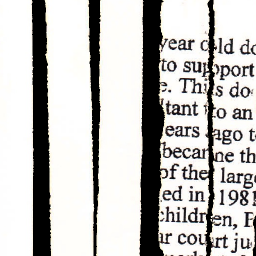 year old do
to support
e. This do
tant to an
ears ago t
became th
of the larg
ed in 198
children, F
ar court ju